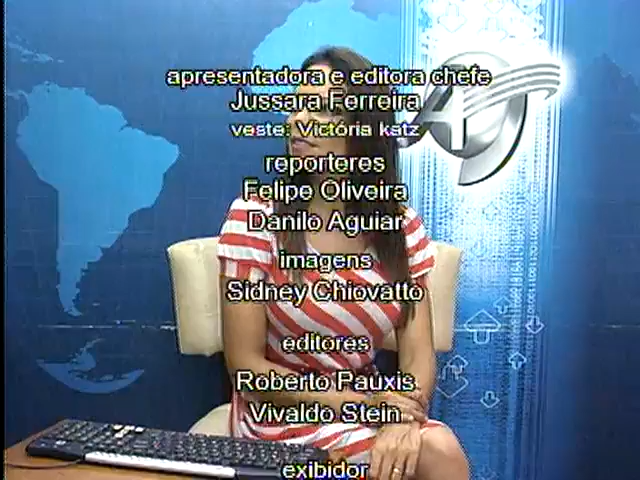 apresentadora e editora chefe
Jussara Ferreira
veste: Victória katz
reporteres
Felipe Oliveira
Danilo Aguiar
imagens
Sidney Chiovatto
editores
Roberto Pauxis
Vivaldo Stein
exibidor